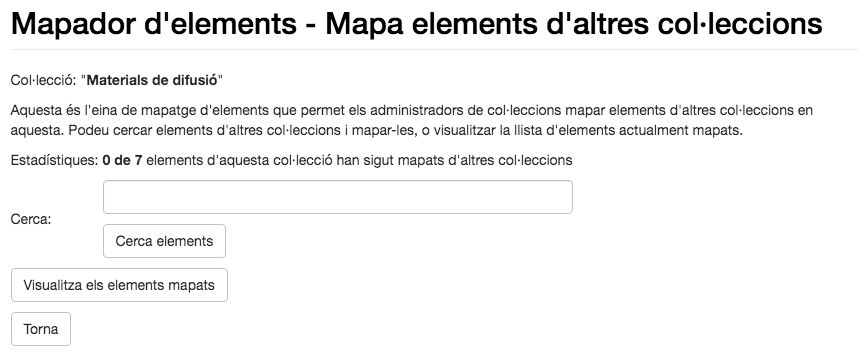 Mapador d'elements - Mapa elements d'altres col·leccions
Col·lecció: "Materials de difusió"
Aquesta és l'eina de mapatge d'elements que permet els administradors de col·leccions mapar elements d'altres col·leccions en
aquesta. Podeu cercar elements d'altres col·leccions i mapar-les, o visualitzar la llista d'elements actualment mapats.
Estadístiques: 0 de 7 elements d'aquesta col·lecció han sigut mapats d'altres col·leccions
Cerca:
Cerca elements
Visualitza els elements mapats
Torna